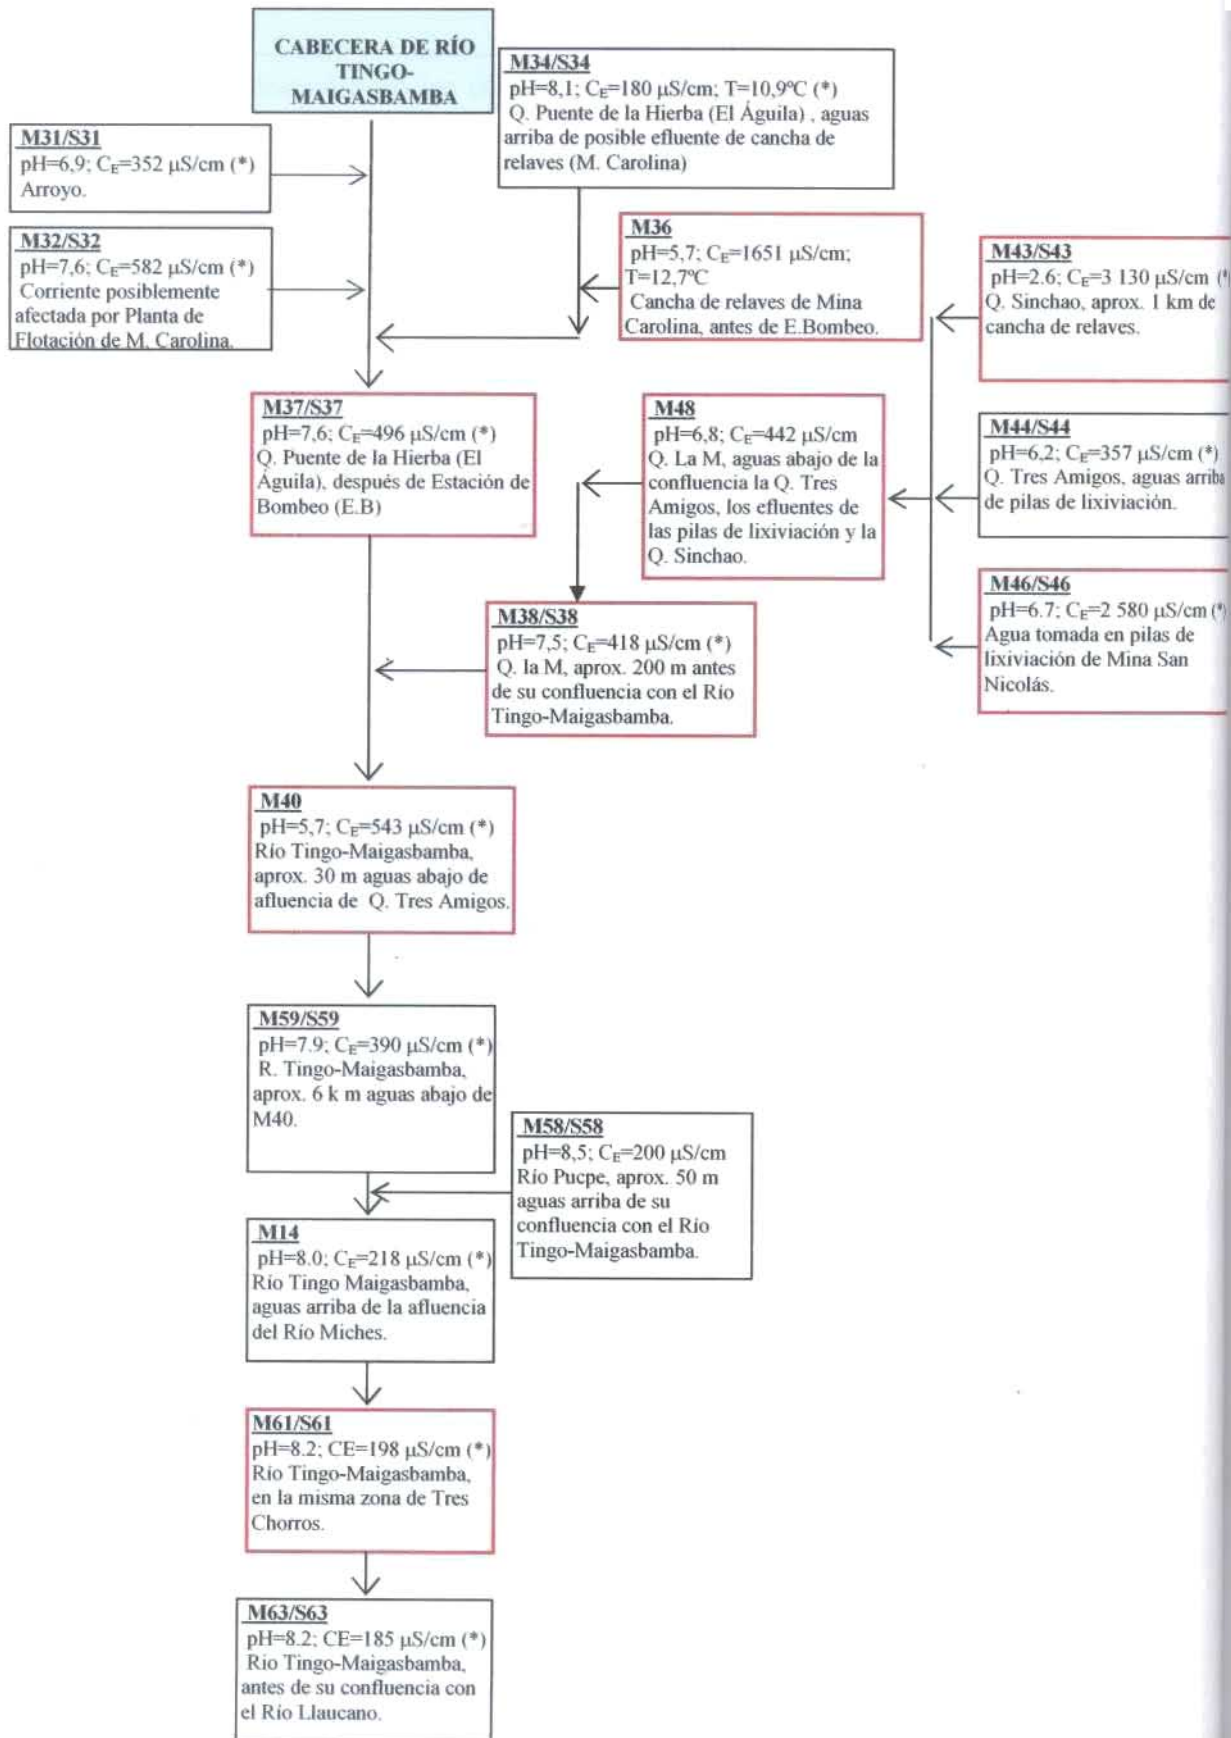 CABECERA DE RÍO
TINGO-
MAIGASBAMBA
M34/S34
pH=8,1; CE=180 µS/cm; T=10,9ºC (*)
Q. Puente de la Hierba (El Águila) , aguas
arriba de posible efluente de cancha de
relaves (M. Carolina)
M31/S31
pH=6,9; CE=352 µS/cm (*)
Arroyo.
M32/S32
pH=7,6; CE=582 µS/cm (*)
Corriente posiblemente
afectada por Planta de
Flotación de M. Carolina.
M36
pH=5,7; CE=1651 µS/cm;
T=12,7ºC
Cancha de relaves de Mina
Carolina, antes de E.Bombeo.
M43/S43
pH=2.6; CE=3 130 µS/cm (*
Q. Sinchao, aprox. 1 km de
cancha de relaves.
M37/S37
pH=7,6; CE=496 µS/cm (*)
Q. Puente de la Hierba (El
Águila), después de Estación de
Bombeo (E.B)
M48
pH=6,8; CE=442 µS/cm
Q. La M, aguas abajo de la
confluencia la Q. Tres
Amigos, los efluentes de
las pilas de lixiviación y la
Q. Sinchao.
M44/S44
pH=6,2; CE=357 µS/cm (*)
Q. Tres Amigos, aguas arriba
de pilas de lixiviación.
M46/S46
pH=6.7; CE=2 580 µS/cm (*)
Agua tomada en pilas de
lixiviación de Mina San
Nicolás.
M38/S38
pH=7,5; CE=418 µS/cm (*)
Q. la M, aprox. 200 m antes
de su confluencia con el Río
Tingo-Maigasbamba.
M40
pH=5,7; CE=543 µS/cm (*)
Río Tingo-Maigasbamba,
aprox. 30 m aguas abajo de
afluencia de Q. Tres Amigos.
M59/S59
pH=7.9; CE=390 µS/cm (*)
R. Tingo-Maigasbamba,
aprox. 6 k m aguas abajo de
M40.
M58/S58
pH=8,5; CE=200 µS/cm
Río Pucpe, aprox. 50 m
aguas arriba de su
confluencia con el Río
Tingo-Maigasbamba.
M14
pH=8.0; CE=218 µS/cm (*)
Río Tingo Maigasbamba,
aguas arriba de la afluencia
del Río Miches.
M61/S61
pH=8.2; CE=198 µS/cm (*)
Río Tingo-Maigasbamba,
en la misma zona de Tres
Chorros.
M63/S63
pH=8.2; CE=185 µS/cm (*)
Río Tingo-Maigasbamba,
antes de su confluencia con
el Río Llaucano.